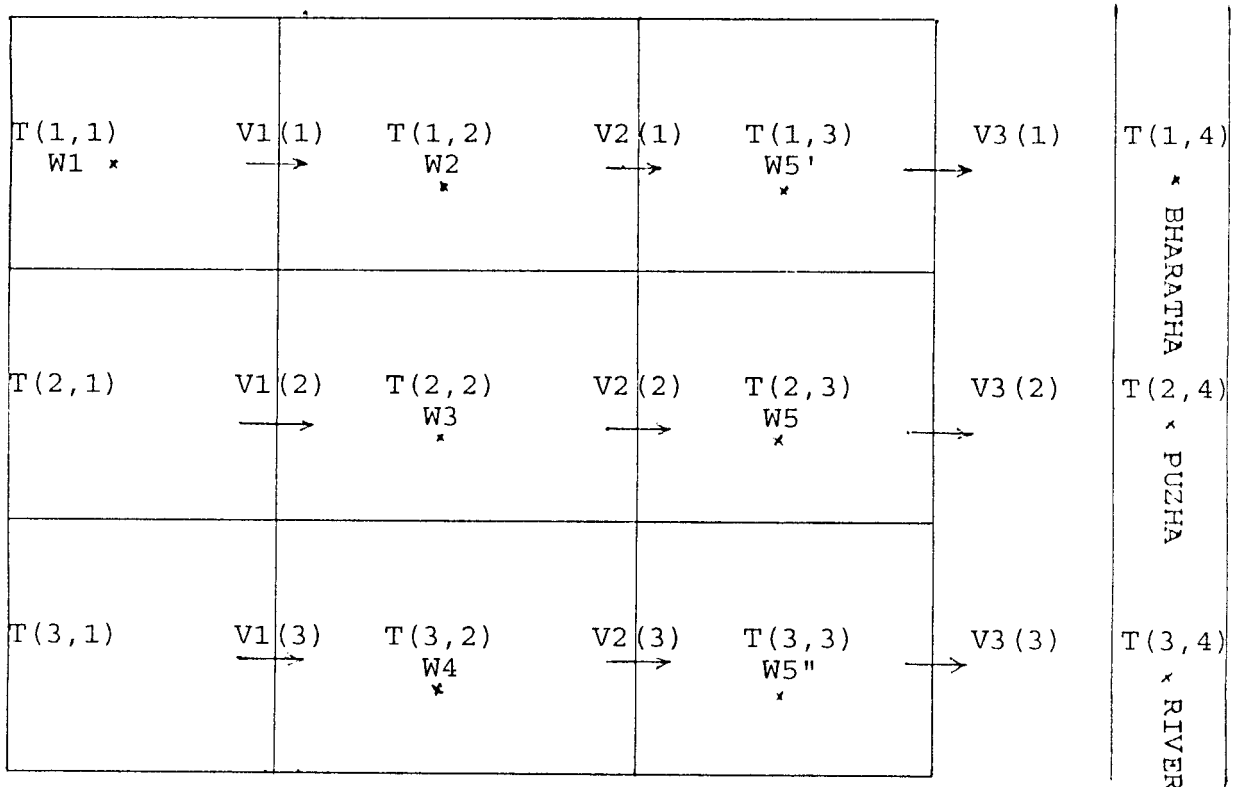 T(1,1) V1(1) T(1,2) V2(1) T(1,3) V3(1) T(1,4)
W1 W2 W5'
T(2,1) V1(2) T(2,2) V2(2) T(2,3) V3(2) T(2,4)
W3 W5
T(3,1) V1(3) T(3,2) V2(3) T(3,3) V3(3) T(3,4)
W4 W5"
BHARATHA PUZHA RIVER